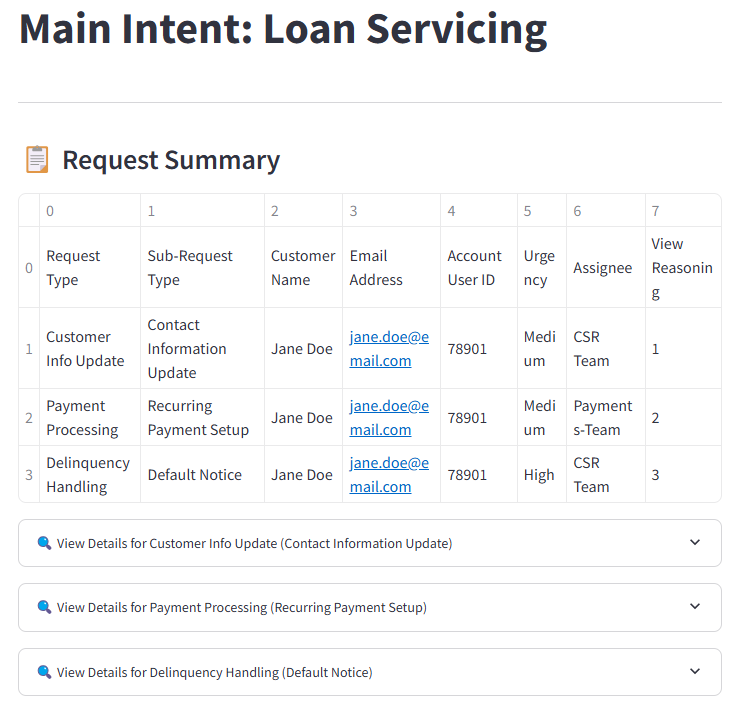 Main Intent: Loan Servicing
📋 Request Summary
0 1 2 3 4 5 6 7
0 Request Type Sub-Request Type Customer Name Email Address Account User ID Urgency Assignee View Reasoning
1 Customer Info Update Contact Information Update Jane Doe jane.doe@email.com 78901 Medium CSR Team 1
2 Payment Processing Recurring Payment Setup Jane Doe jane.doe@email.com 78901 Medium Payments-Team 2
3 Delinquency Handling Default Notice Jane Doe jane.doe@email.com 78901 High CSR Team 3
🔍 View Details for Customer Info Update (Contact Information Update)
🔍 View Details for Payment Processing (Recurring Payment Setup)
🔍 View Details for Delinquency Handling (Default Notice)